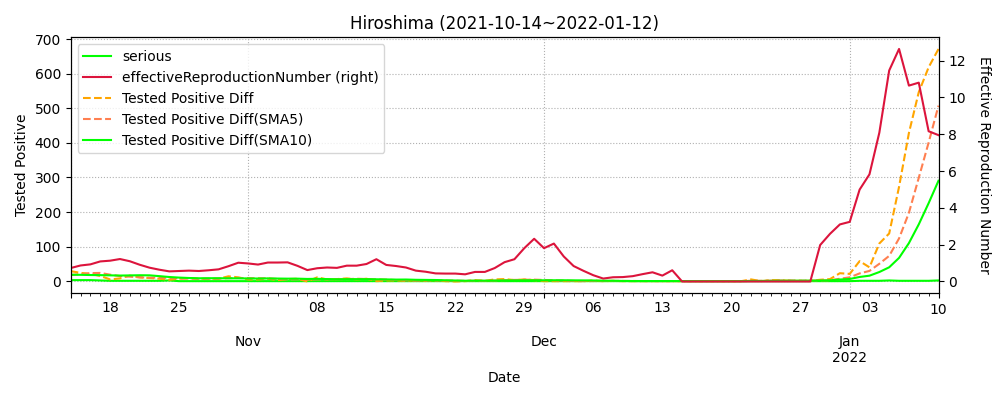 Hiroshima (2021-10-14~2022-01-12)
serious
effectiveReproductionNumber (right)
Tested Positive Diff
Tested Positive Diff(SMA5)
Tested Positive Diff(SMA10)
Tested Positive
700
600
500
400
300
200
100
0
Effective Reproduction Number
12
10
8
6
4
2
0
18 25 08 15 22 29 06 13 20 27 03 10
Nov Dec Jan
2022
Date